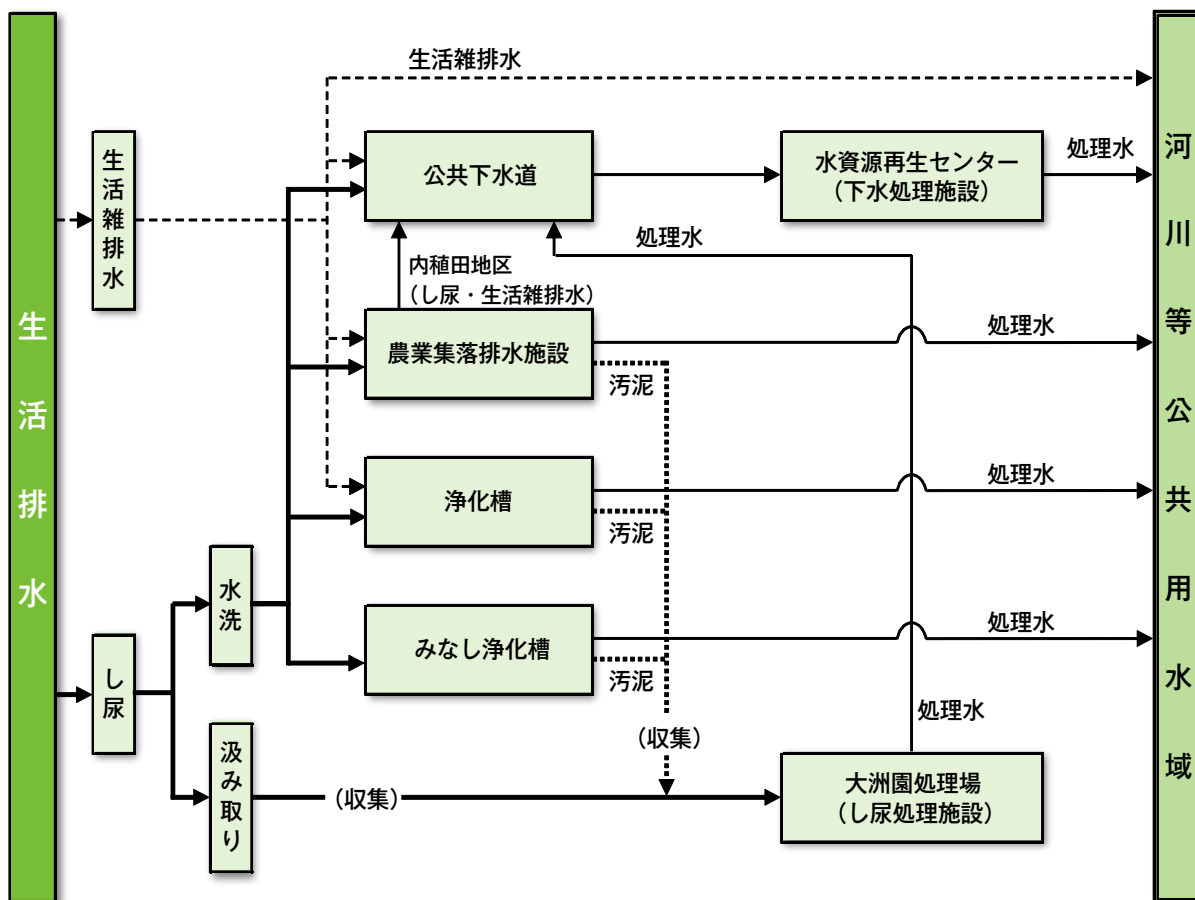 生活排水
生活雑排水
生活雑排水
公共下水道
水資源再生センター
（下水処理施設）
処理水
処理水
内稲田地区
（し尿・生活雑排水）
農業集落排水施設
処理水
汚泥
浄化槽
処理水
汚泥
水洗
みなし浄化槽
処理水
汚泥
し尿
処理水
（収集）
汲み取り
（収集）
大洲園処理場
（し尿処理施設）
河川等公共用水域